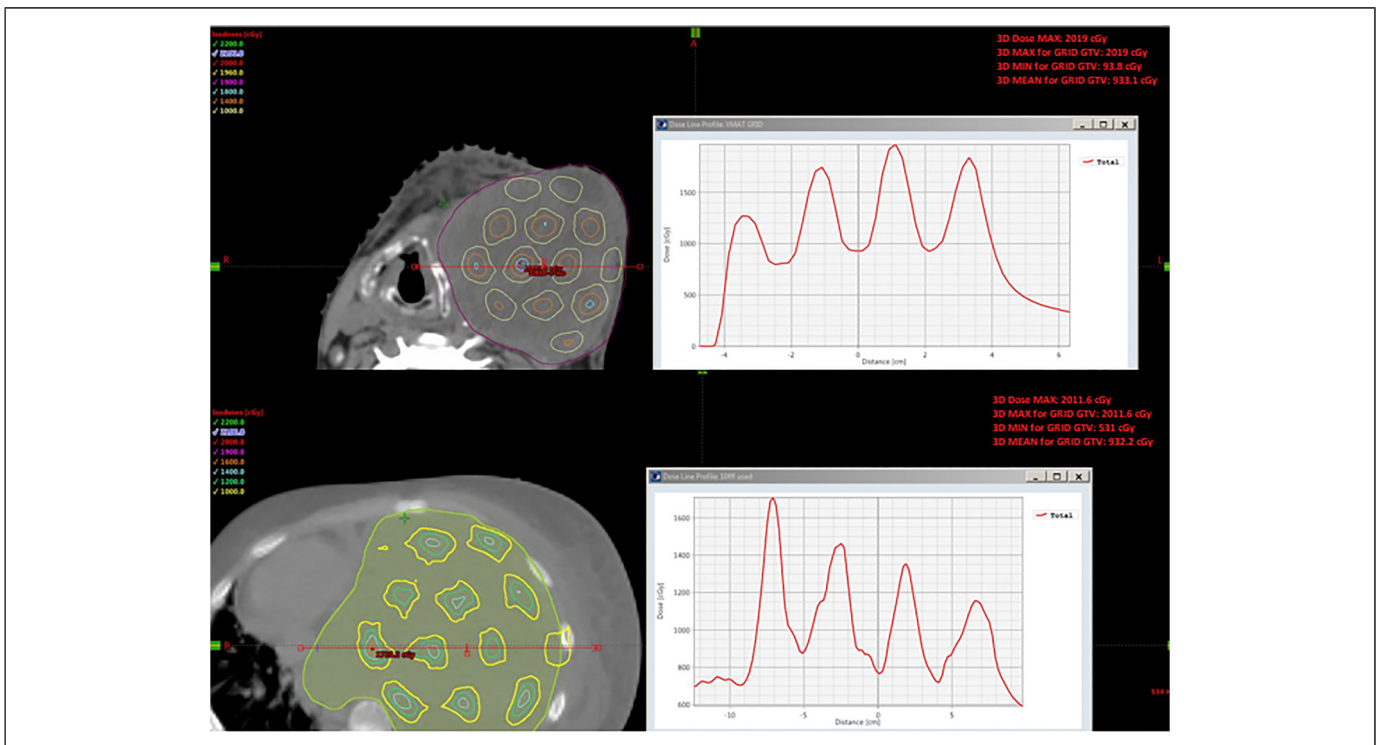 Isodoses [cGy]
✓ 2200.0
✓ 2100.0
✓ 2000.0
✓ 1960.0
✓ 1900.0
✓ 1800.0
✓ 1400.0
✓ 1000.0
A
3D Dose MAX: 2019 cGy
3D MAX for GRID GTV: 2019 cGy
3D MIN for GRID GTV: 93.8 cGy
3D MEAN for GRID GTV: 933.1 cGy
R
L
Dose Line Profile: VMAT GRID
Total
Dose [cGy]
1500
1000
500
0
-4 -2 0 2 4 6
Distance [cm]
Isodoses [cGy]
✓ 2200.0
✓ 2100.0
✓ 2000.0
✓ 1900.0
✓ 1600.0
✓ 1400.0
✓ 1200.0
✓ 1000.0
3D Dose MAX: 2011.6 cGy
3D MAX for GRID GTV: 2011.6 cGy
3D MIN for GRID GTV: 531 cGy
3D MEAN for GRID GTV: 932.2 cGy
R
Dose Line Profile: 10fff used
Total
Dose [cGy]
1600
1400
1200
1000
800
600
-10 -5 0 5
Distance [cm]